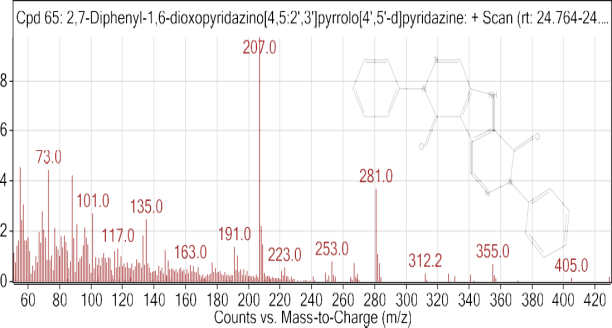 Cpd 65: 2,7-Diphenyl-1,6-dioxopyridazino[4,5:2',3']pyrrolo[4',5'-d]pyridazine: + Scan (rt: 24.764-24....
207.0
8
6
4
2
0
73.0
101.0
117.0
135.0
163.0
191.0
223.0
253.0
281.0
312.2
355.0
405.0
N
N
NH
O
O
N
N
60 80 100 120 140 160 180 200 220 240 260 280 300 320 340 360 380 400 420
Counts vs. Mass-to-Charge (m/z)